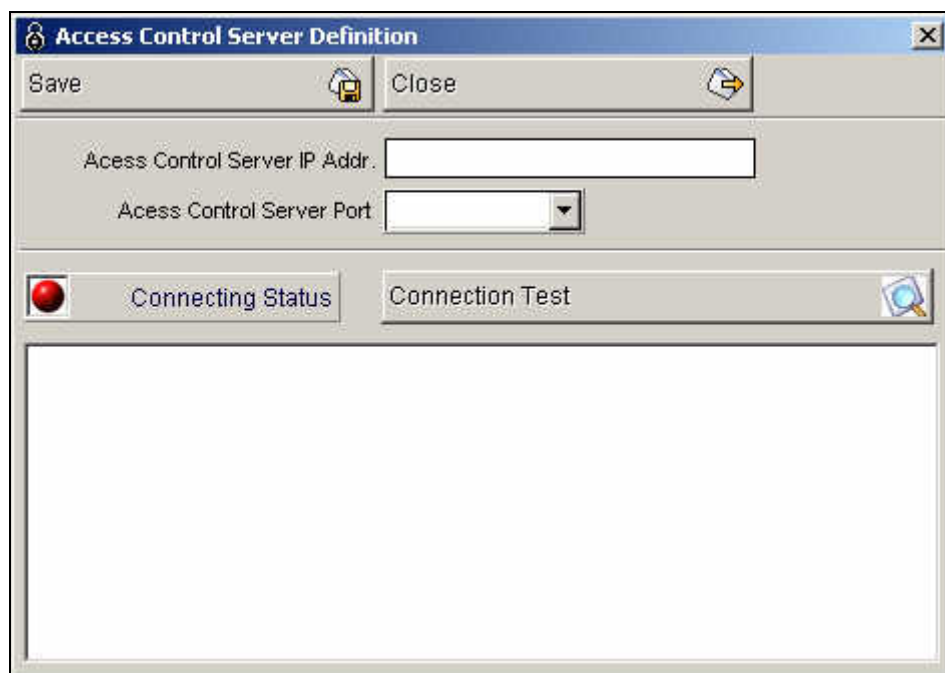 Access Control Server Definition
Save Close
Acess Control Server IP Addr.
Acess Control Server Port
Connecting Status Connection Test